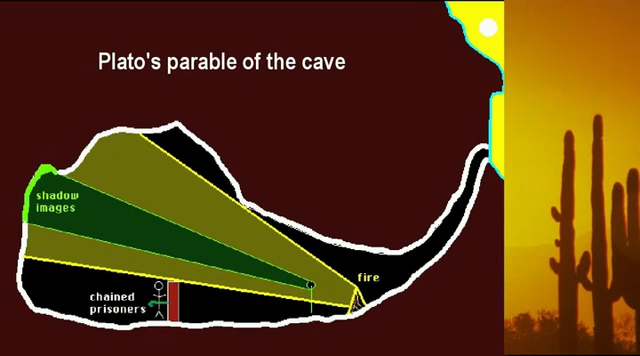 Plato's parable of the cave
shadow
images
fire
chained
prisoners